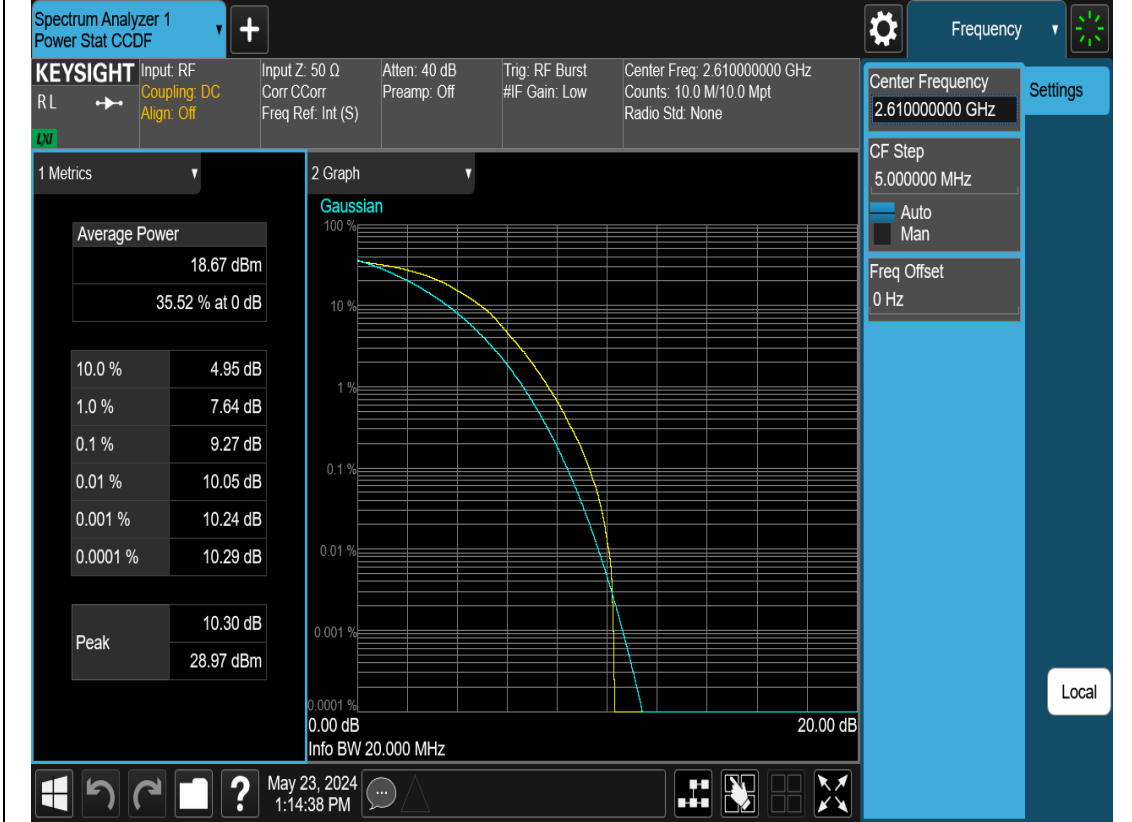 Spectrum Analyzer 1
Power Stat CCDF
Frequency
KEYSIGHT
RL
LXI
Input: RF
Coupling: DC
Align: Off
Input Z: 50 Ω
Corr CCorr
Freq Ref: Int (S)
Atten: 40 dB
Preamp: Off
Trig: RF Burst
#IF Gain: Low
Center Freq: 2.610000000 GHz
Counts: 10.0 M/10.0 Mpt
Radio Std: None
Center Frequency
2.610000000 GHz
Settings
CF Step
5.000000 MHz
Auto
Man
Freq Offset
0 Hz
Local
1 Metrics
Average Power
18.67 dBm
35.52 % at 0 dB
10.0 % 4.95 dB
1.0 % 7.64 dB
0.1 % 9.27 dB
0.01 % 10.05 dB
0.001 % 10.24 dB
0.0001 % 10.29 dB
Peak 10.30 dB
28.97 dBm
2 Graph
Gaussian
100 %
10 %
1 %
0.1 %
0.01 %
0.001 %
0.0001 %
0.00 dB 20.00 dB
Info BW 20.000 MHz
?
May 23, 2024
1:14:38 PM